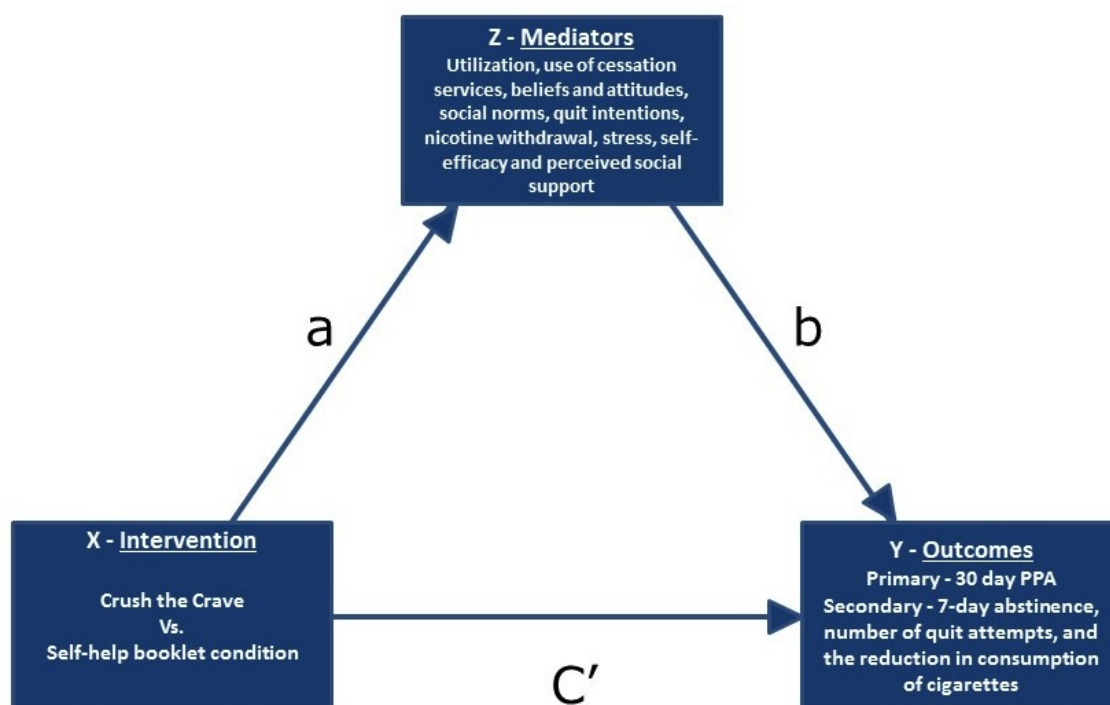 Z - Mediators
Utilization, use of cessation
services, beliefs and attitudes,
social norms, quit intentions,
nicotine withdrawal, stress, self-
efficacy and perceived social
support
a
b
X - Intervention
Crush the Crave
Vs.
Self-help booklet condition
Y - Outcomes
Primary - 30 day PPA
Secondary - 7-day abstinence,
number of quit attempts, and
the reduction in consumption
of cigarettes
C’